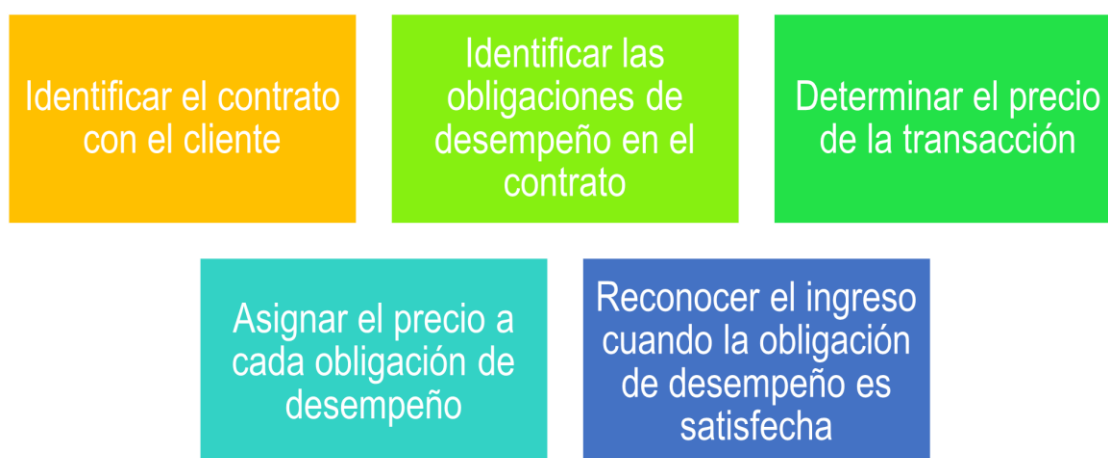 Identificar el contrato
con el cliente
Identificar las
obligaciones de
desempeño en el
contrato
Determinar el precio
de la transacción
Asignar el precio a
cada obligación de
desempeño
Reconocer el ingreso
cuando la obligación
de desempeño es
satisfecha